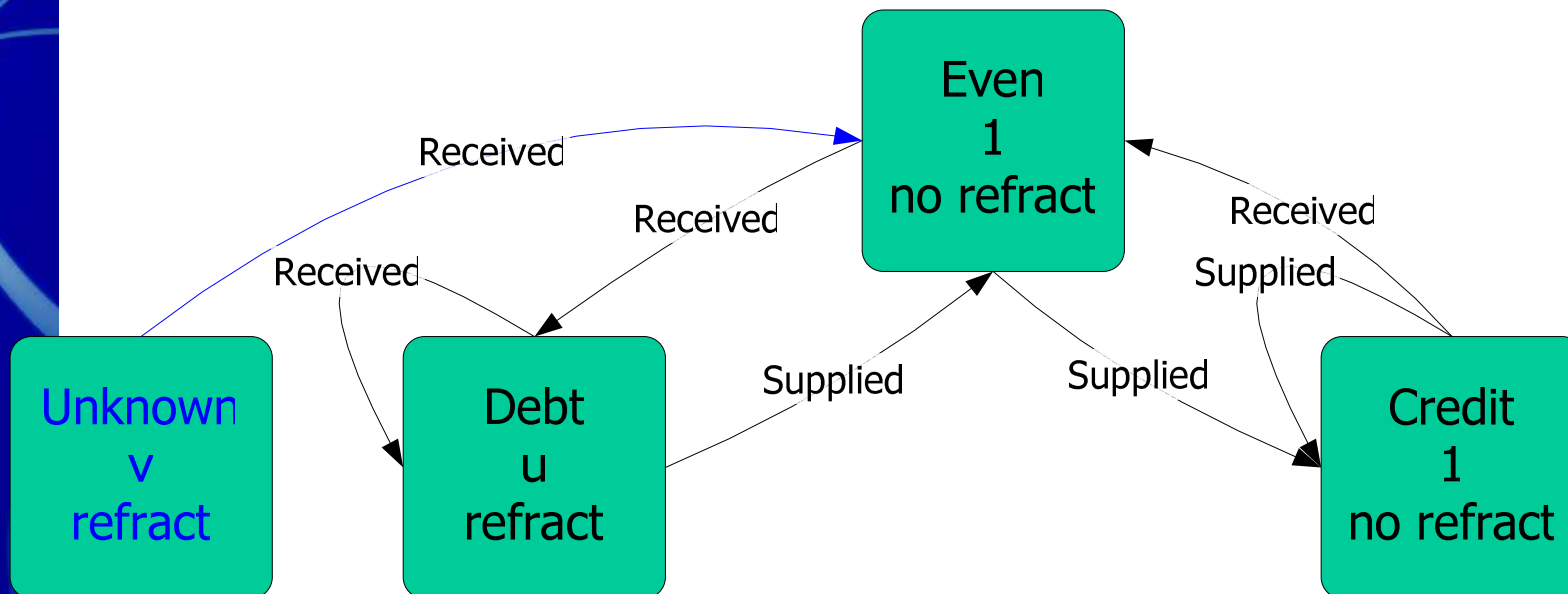 Even
1
no refract
Received
Received
Received
Received
Supplied
Supplied
Supplied
Unknown
v
refract
Debt
u
refract
Credit
1
no refract